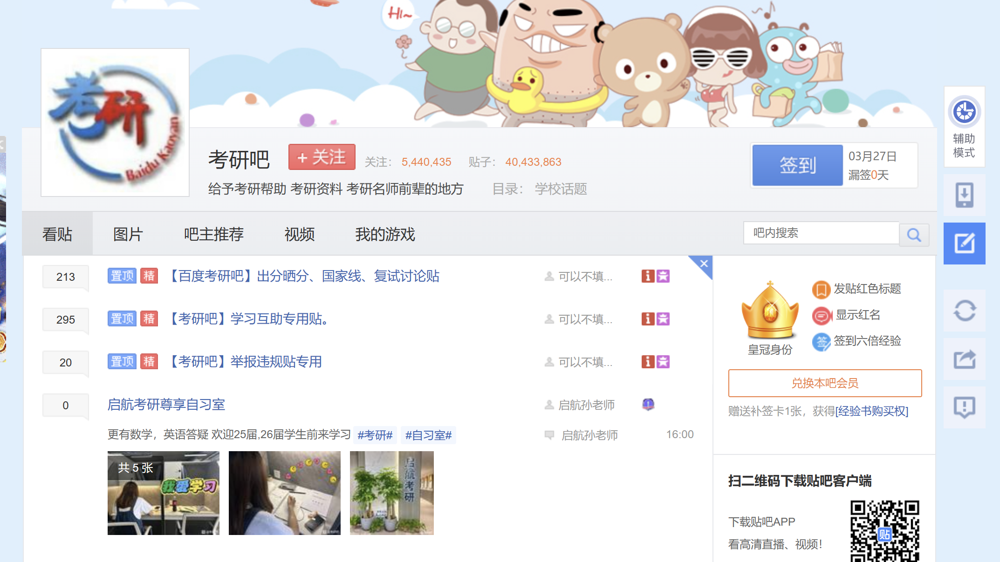 Hi~
考研
Baidu Kaoyan
考研吧
+ 关注
关注： 5,440,435
贴子： 40,433,863
给予考研帮助 考研资料 考研名师前辈的地方
目录： 学校话题
签到
03月27日
漏签0天
看贴
图片
吧主推荐
视频
我的游戏
吧内搜索
213
置顶 精 【百度考研吧】出分晒分、国家线、复试讨论贴
可以不填...
295
置顶 精 【考研吧】学习互助专用贴。
可以不填...
20
置顶 精 【考研吧】举报违规贴专用
可以不填...
0
启航考研尊享自习室
启航孙老师
更有数学，英语答疑 欢迎25届,26届学生前来学习 #考研# #自习室#
启航孙老师
16:00
共 5 张
我爱学习
启航考研
皇冠身份
发贴红色标题
显示红名
签
签到六倍经验
兑换本吧会员
赠送补签卡1张，获得[经验书购买权]
扫二维码下载贴吧客户端
下载贴吧APP
看高清直播、视频！
贴
辅助
模式